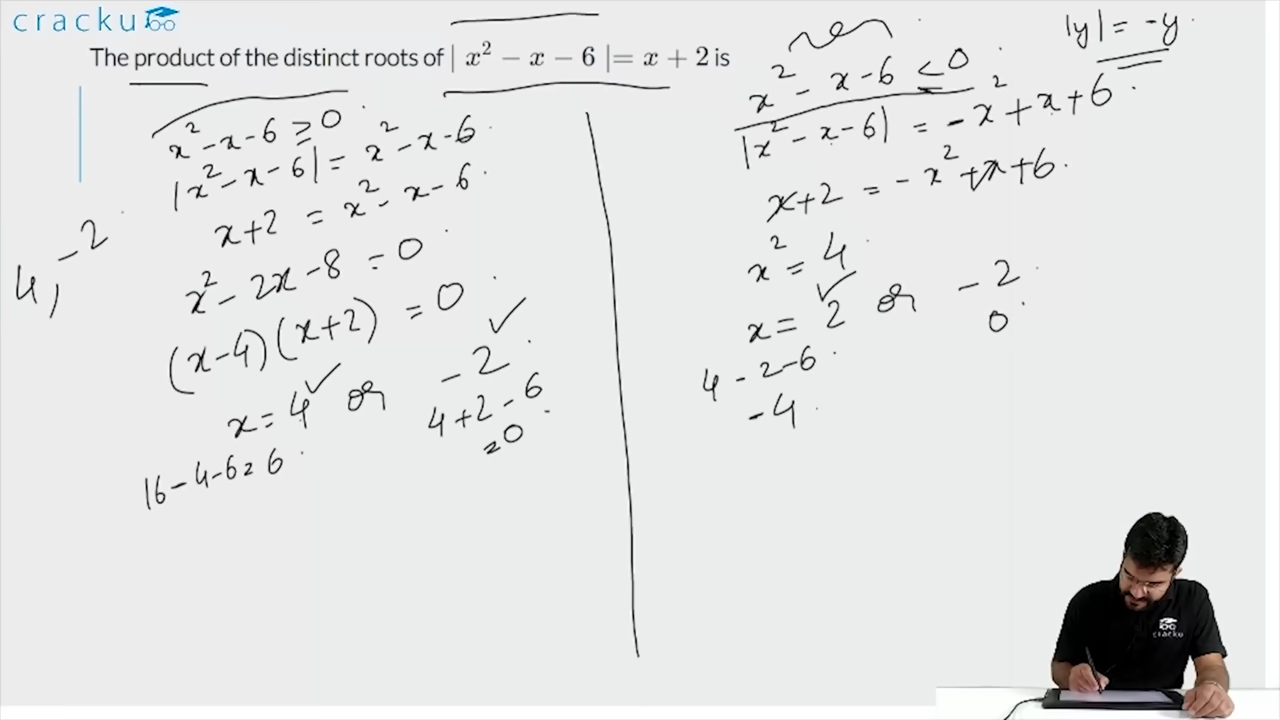 cracku
The product of the distinct roots of | x² − x − 6 |= x + 2 is
x² − x − 6 ≥ 0
|x² − x − 6| = x² − x − 6
x + 2 = x² − x − 6
x² − 2x − 8 = 0
(x − 4)(x + 2) = 0
x = 4 ✓ or − 2 ✓
16 − 4 − 6 = 6
4 + 2 − 6
= 0
4, − 2
|y| = − y
x² − x − 6 < 0
|x² − x − 6| = − x² + x + 6
x + 2 = − x² + x + 6
x² = 4
x = 2 ✓ or − 2
4 − 2 − 6
− 4
0
cracku